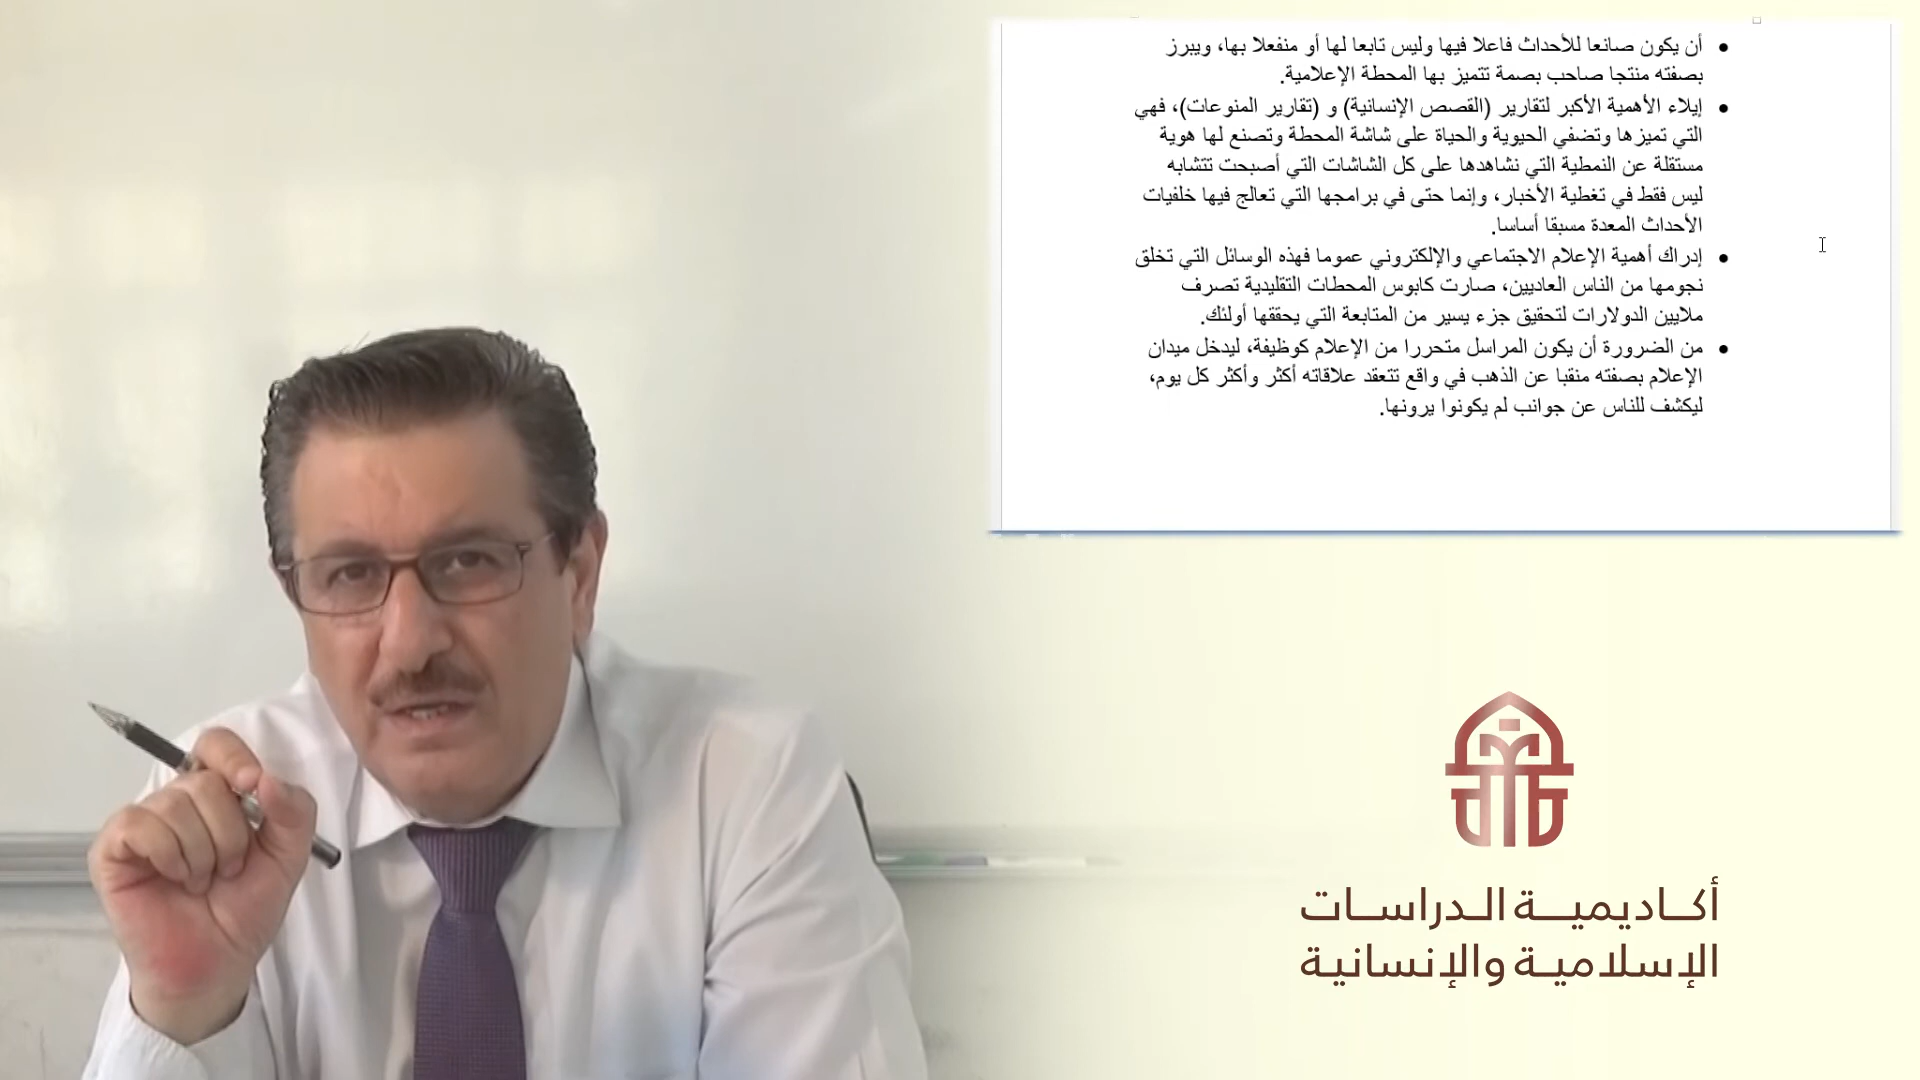 • أن يكون صانعا للأحداث فاعلا فيها وليس تابعا لها أو منفعلا بها، ويبرز
بصفته منتجا صاحب بصمة تتميز بها المحطة الإعلامية.
• إيلاء الأهمية الأكبر لتقارير (القصص الإنسانية) و (تقارير المنوعات)، فهي
التي تميزها وتضفي الحيوية والحياة على شاشة المحطة وتصنع لها هوية
مستقلة عن النمطية التي نشاهدها على كل الشاشات التي أصبحت تتشابه
ليس فقط في تغطية الأخبار، وإنما حتى في برامجها التي تعالج فيها خلفيات
الأحداث المعدة مسبقا أساسا.
• إدراك أهمية الإعلام الاجتماعي والإلكتروني عموما فهذه الوسائل التي تخلق
نجومها من الناس العاديين، صارت كابوس المحطات التقليدية تصرف
ملايين الدولارات لتحقيق جزء يسير من المتابعة التي يحققها أولئك.
• من الضرورة أن يكون المراسل متحررا من الإعلام كوظيفة، ليدخل ميدان
الإعلام بصفته منقبا عن الذهب في واقع تتعقد علاقاته أكثر وأكثر كل يوم،
ليكشف للناس عن جوانب لم يكونوا يرونها.
أكاديمية الدراسات
الإسلامية والإنسانية